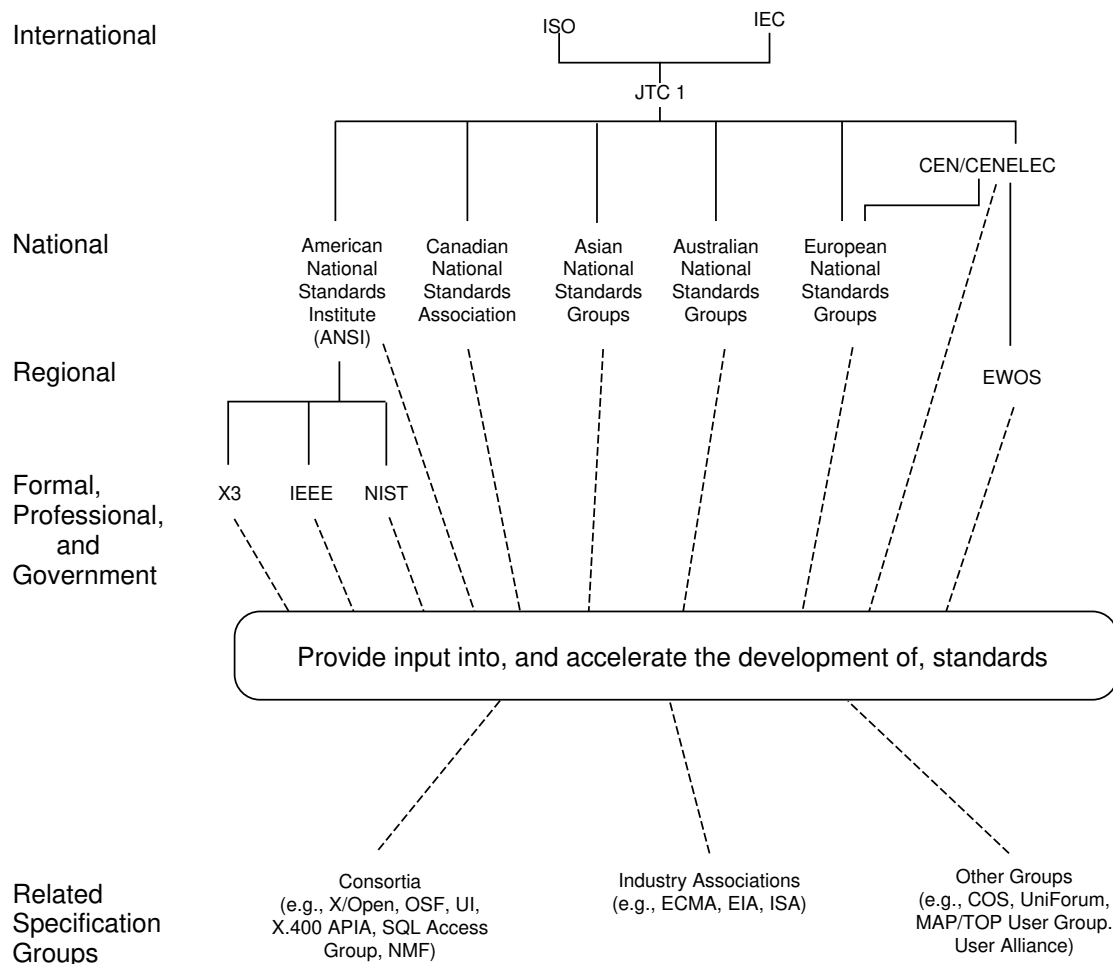 International
ISO
IEC
JTC 1
CEN/CENELEC
National
American
National
Standards
Institute
(ANSI)
Canadian
National
Standards
Association
Asian
National
Standards
Groups
Australian
National
Standards
Groups
European
National
Standards
Groups
Regional
EWOS
Formal,
Professional,
and
Government
X3
IEEE
NIST
Provide input into, and accelerate the development of, standards
Related
Specification
Groups
Consortia
(e.g., X/Open, OSF, UI,
X.400 APIA, SQL Access
Group, NMF)
Industry Associations
(e.g., ECMA, EIA, ISA)
Other Groups
(e.g., COS, UniForum,
MAP/TOP User Group.
User Alliance)